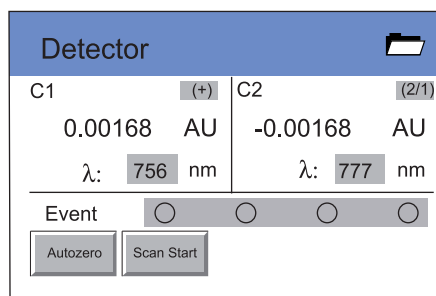 Detector
C1 (+) C2 (2/1)
0.00168 AU -0.00168 AU
λ: 756 nm λ: 777 nm
Event
Autozero Scan Start